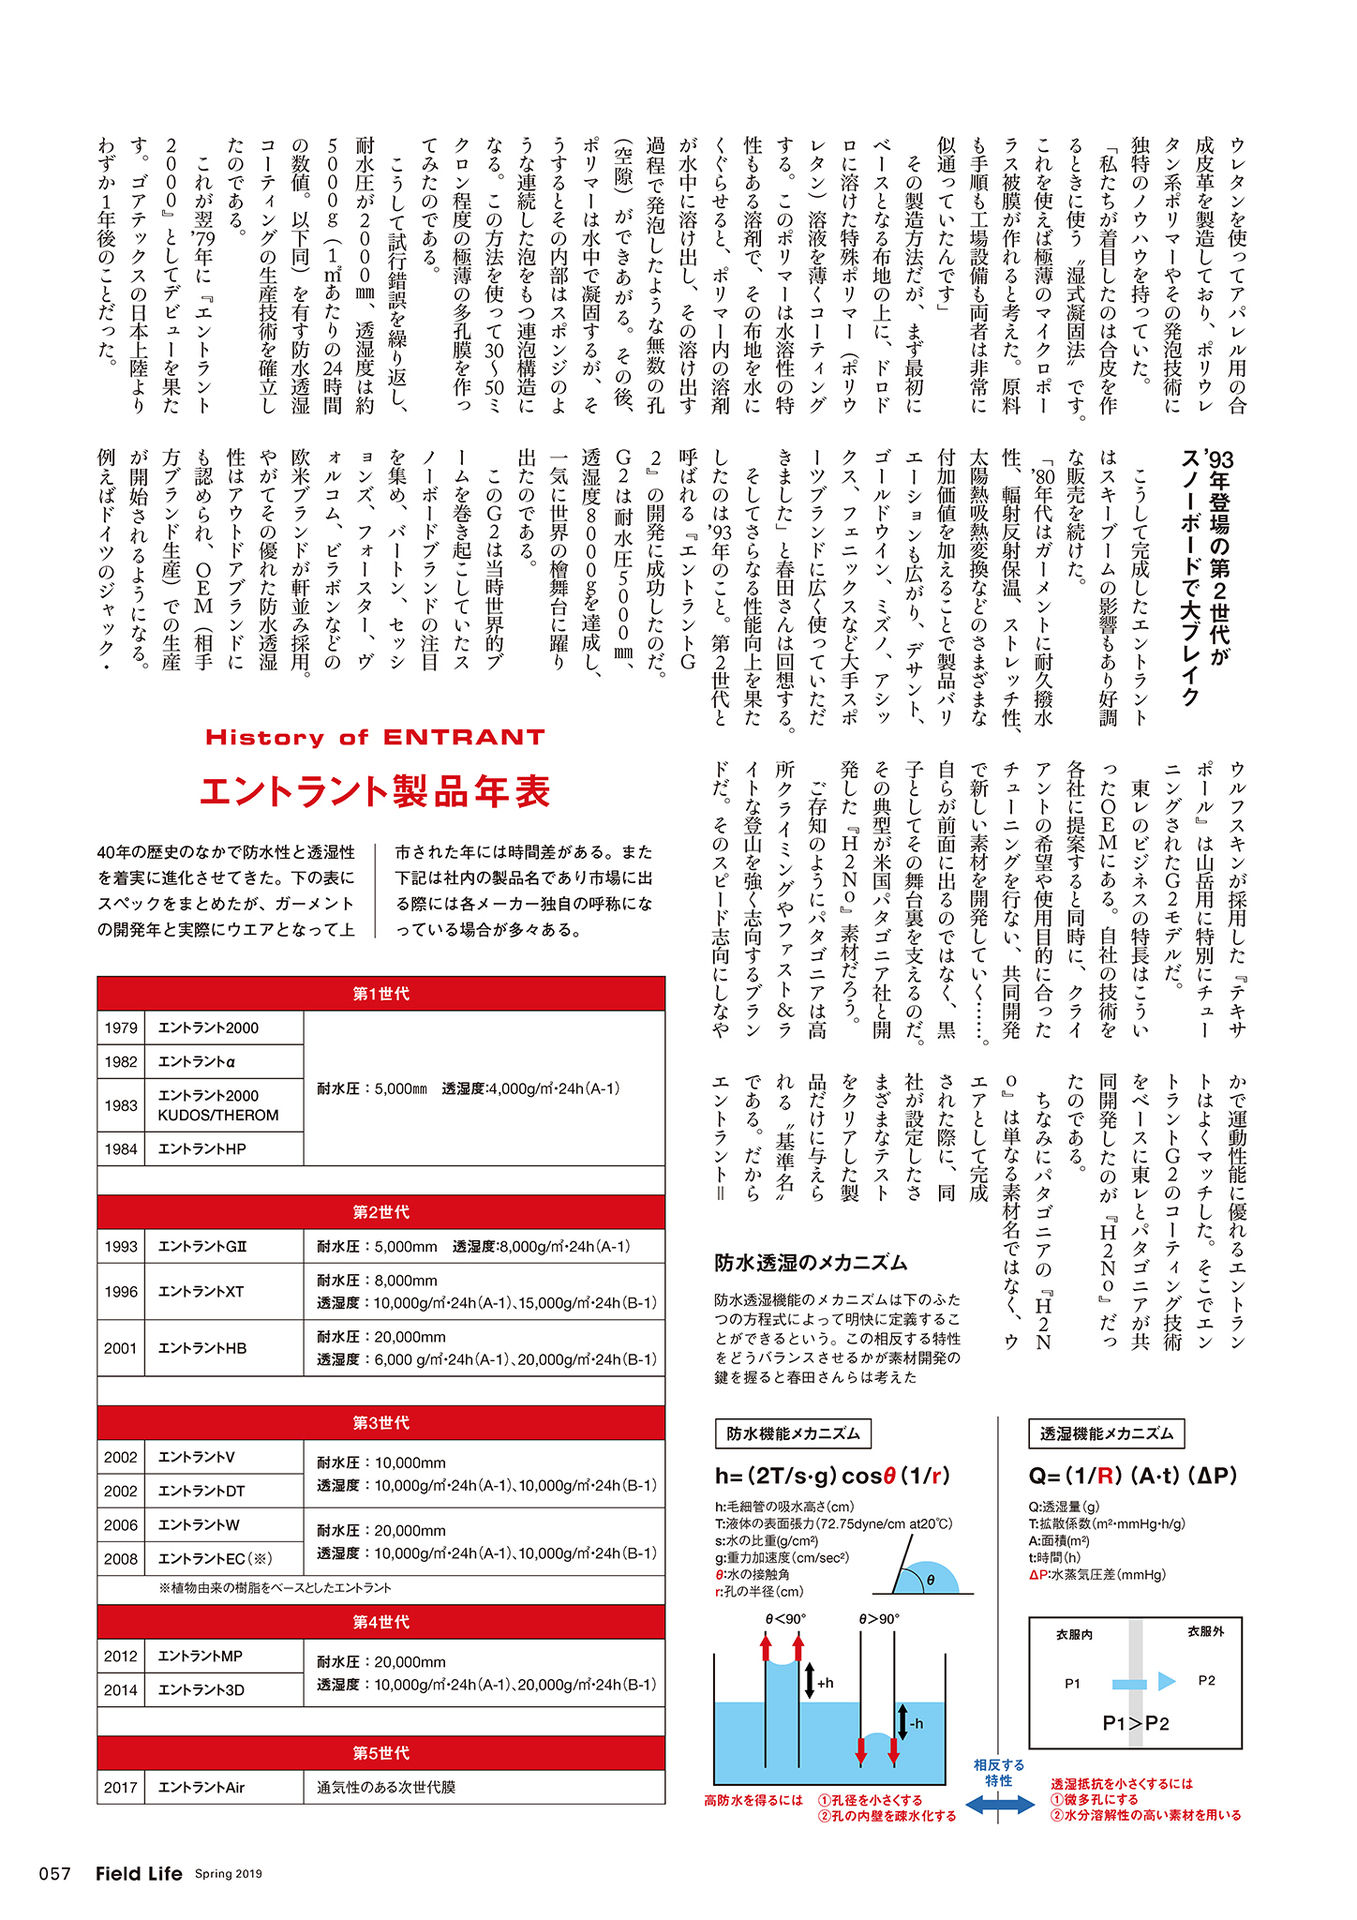 ウレタンを使ってアパレル用の合
成皮革を製造しており、ポリウレ
タン系ポリマーやその発泡技術に
独特のノウハウを持っていた。
「私たちが着目したのは合皮を作
るときに使う〝湿式凝固法〟です。
これを使えば極薄のマイクロポー
ラス被膜が作れると考えた。原料
も手順も工場設備も両者は非常に
似通っていたんです」
その製造方法だが、まず最初に
ベースとなる布地の上に、ドロド
ロに溶けた特殊ポリマー（ポリウ
レタン）溶液を薄くコーティング
する。このポリマーは水溶性の特
性もある溶剤で、その布地を水に
くぐらせると、ポリマー内の溶剤
が水中に溶け出し、その溶け出す
過程で発泡したような無数の孔
（空隙）ができあがる。その後、
ポリマーは水中で凝固するが、そ
うするとその内部はスポンジのよ
うな連続した泡をもつ連泡構造に
なる。この方法を使って30〜50ミ
クロン程度の極薄の多孔膜を作っ
てみたのである。
こうして試行錯誤を繰り返し、
耐水圧が2000㎜、透湿度は約
5000g（1㎡あたりの24時間
の数値。以下同）を有す防水透湿
コーティングの生産技術を確立し
たのである。
これが翌’79年に『エントラント
2000』としてデビューを果た
す。ゴアテックスの日本上陸より
わずか1年後のことだった。
’93年登場の第2世代が
スノーボードで大ブレイク
こうして完成したエントラント
はスキーブームの影響もあり好調
な販売を続けた。
「’80年代はガーメントに耐久撥水
性、輻射反射保温、ストレッチ性、
太陽熱吸熱変換などのさまざまな
付加価値を加えることで製品バリ
エーションも広がり、デサント、
ゴールドウイン、ミズノ、アシッ
クス、フェニックスなど大手スポ
ーツブランドに広く使っていただ
きました」と春田さんは回想する。
そしてさらなる性能向上を果た
したのは’93年のこと。第2世代と
呼ばれる『エントラントG
2』の開発に成功したのだ。
G2は耐水圧5000㎜、
透湿度8000gを達成し、
一気に世界の檜舞台に躍り
出たのである。
このG2は当時世界的ブ
ームを巻き起こしていたス
ノーボードブランドの注目
を集め、バートン、セッシ
ョンズ、フォースター、ヴ
ォルコム、ビラボンなどの
欧米ブランドが軒並み採用。
やがてその優れた防水透湿
性はアウトドアブランドに
も認められ、OEM（相手
方ブランド生産）での生産
が開始されるようになる。
例えばドイツのジャック・
ウルフスキンが採用した『テキサ
ポール』は山岳用に特別にチュー
ニングされたG2モデルだ。
東レのビジネスの特長はこうい
ったOEMにある。自社の技術を
各社に提案すると同時に、クライ
アントの希望や使用目的に合った
チューニングを行ない、共同開発
で新しい素材を開発していく……。
自らが前面に出るのではなく、黒
子としてその舞台裏を支えるのだ。
その典型が米国パタゴニア社と開
発した『H2No』素材だろう。
ご存知のようにパタゴニアは高
所クライミングやファスト&ラ
イトな登山を強く志向するブラン
ドだ。そのスピード志向にしなや
かで運動性能に優れるエントラン
トはよくマッチした。そこでエン
トラントG2のコーティング技術
をベースに東レとパタゴニアが共
同開発したのが『H2No』だっ
たのである。
ちなみにパタゴニアの『H2N
o』は単なる素材名ではなく、ウ
エアとして完成
された際に、同
社が設定したさ
まざまなテスト
をクリアした製
品だけに与えら
れる〝基準名〟
である。だから
エントラント＝
History of ENTRANT
エントラント製品年表
40年の歴史のなかで防水性と透湿性
を着実に進化させてきた。下の表に
スペックをまとめたが、ガーメント
の開発年と実際にウエアとなって上
市された年には時間差がある。また
下記は社内の製品名であり市場に出
る際には各メーカー独自の呼称にな
っている場合が多々ある。
第1世代
1979 エントラント2000
1982 エントラントα
1983 エントラント2000
KUDOS/THEROM
1984 エントラントHP
耐水圧：5,000㎜　透湿度:4,000g/㎡・24h(A-1)
第2世代
1993 エントラントGII 耐水圧：5,000mm　透湿度:8,000g/㎡・24h(A-1)
1996 エントラントXT 耐水圧：8,000mm
透湿度：10,000g/㎡・24h(A-1)、15,000g/㎡・24h(B-1)
2001 エントラントHB 耐水圧：20,000mm
透湿度：6,000 g/㎡・24h(A-1)、20,000g/㎡・24h(B-1)
第3世代
2002 エントラントV
2002 エントラントDT
耐水圧：10,000mm
透湿度：10,000g/㎡・24h(A-1)、10,000g/㎡・24h(B-1)
2006 エントラントW
2008 エントラントEC(※)
耐水圧：20,000mm
透湿度：10,000g/㎡・24h(A-1)、10,000g/㎡・24h(B-1)
※植物由来の樹脂をベースとしたエントラント
第4世代
2012 エントラントMP
2014 エントラント3D
耐水圧：20,000mm
透湿度：10,000g/㎡・24h(A-1)、20,000g/㎡・24h(B-1)
第5世代
2017 エントラントAir 通気性のある次世代膜
防水透湿のメカニズム
防水透湿機能のメカニズムは下のふた
つの方程式によって明快に定義するこ
とができるという。この相反する特性
をどうバランスさせるかが素材開発の
鍵を握ると春田さんらは考えた
防水機能メカニズム
h=(2T/s・g) cosθ (1/r)
h:毛細管の吸水高さ(cm)
T:液体の表面張力(72.75dyne/cm at20℃)
s:水の比重(g/cm²)
g:重力加速度(cm/sec²)
θ:水の接触角
r:孔の半径(cm)
θ
θ＜90°
θ＞90°
+h
-h
高防水を得るには ①孔径を小さくする
②孔の内壁を疎水化する
相反する
特性
透湿機能メカニズム
Q=(1/R) (A・t) (ΔP)
Q:透湿量(g)
T:拡散係数(m²・mmHg・h/g)
A:面積(m²)
t:時間(h)
ΔP:水蒸気圧差(mmHg)
衣服内
衣服外
P1
P2
P1＞P2
透湿抵抗を小さくするには
①微多孔にする
②水分溶解性の高い素材を用いる
057 Field Life Spring 2019